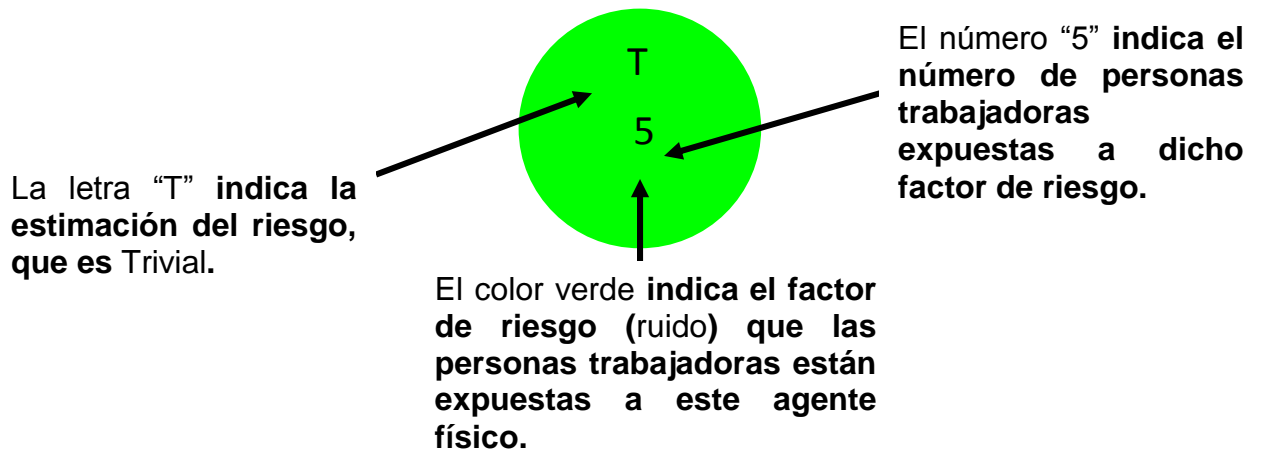 T
5
El número “5” indica el
número de personas
trabajadoras
expuestas a dicho
factor de riesgo.
La letra “T” indica la
estimación del riesgo,
que es Trivial.
El color verde indica el factor
de riesgo (ruido) que las
personas trabajadoras están
expuestas a este agente
físico.